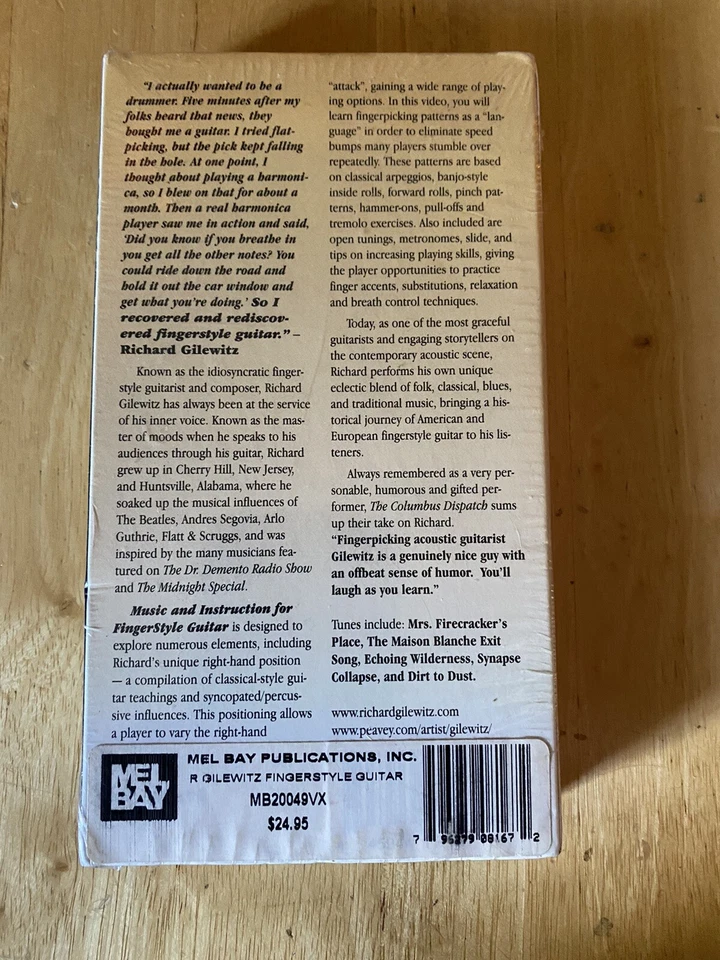 "I actually wanted to be a
drummer. Five minutes after my
folks heard that news, they
bought me a guitar. I tried flat-
picking, but the pick kept falling
in the hole. At one point, I
thought about playing a harmoni-
ca, so I blew on that for about a
month. Then a real harmonica
player saw me in action and said,
'Did you know if you breathe in
you get all the other notes? You
could ride down the road and
hold it out the car window and
get what you're doing.' So I
recovered and rediscov-
ered fingerstyle guitar." –
Richard Gilewitz
Known as the idiosyncratic finger-
style guitarist and composer, Richard
Gilewitz has always been at the service
of his inner voice. Known as the mas-
ter of moods when he speaks to his
audiences through his guitar, Richard
grew up in Cherry Hill, New Jersey,
and Huntsville, Alabama, where he
soaked up the musical influences of
The Beatles, Andres Segovia, Arlo
Guthrie, Flatt & Scruggs, and was
inspired by the many musicians fea-
tured on The Dr. Demento Radio Show
and The Midnight Special.
Music and Instruction for
FingerStyle Guitar is designed to
explore numerous elements, including
Richard's unique right-hand position
— a compilation of classical-style gui-
tar teachings and syncopated/percus-
sive influences. This positioning allows
a player to vary the right-hand
"attack", gaining a wide range of play-
ing options. In this video, you will
learn fingerpicking patterns as a "lan-
guage" in order to eliminate speed
bumps many players stumble over
repeatedly. These patterns are based
on classical arpeggios, banjo-style
inside rolls, forward rolls, pinch pat-
terns, hammer-ons, pull-offs and
tremolo exercises. Also included are
open tunings, metronomes, slide, and
tips on increasing playing skills, giving
the player opportunities to practice
finger accents, substitutions, relaxation
and breath control techniques.
Today, as one of the most graceful
guitarists and engaging storytellers on
the contemporary acoustic scene,
Richard performs his own unique
eclectic blend of folk, classical, blues,
and traditional music, bringing a his-
torical journey of American and
European fingerstyle guitar to his lis-
teners.
Always remembered as a very per-
sonable, humorous and gifted per-
former, The Columbus Dispatch sums
up their take on Richard.
"Fingerpicking acoustic guitarist
Gilewitz is a genuinely nice guy with
an offbeat sense of humor. You'll
laugh as you learn."
Tunes include: Mrs. Firecracker's
Place, The Maison Blanche Exit
Song, Echoing Wilderness, Synapse
Collapse, and Dirt to Dust.
www.richardgilewitz.com
www.peavey.com/artist/gilewitz/
MEL
BAY
MEL BAY PUBLICATIONS, INC.
R GILEWITZ FINGERSTYLE GUITAR
MB20049VX
$24.95
7 96279 08167 2